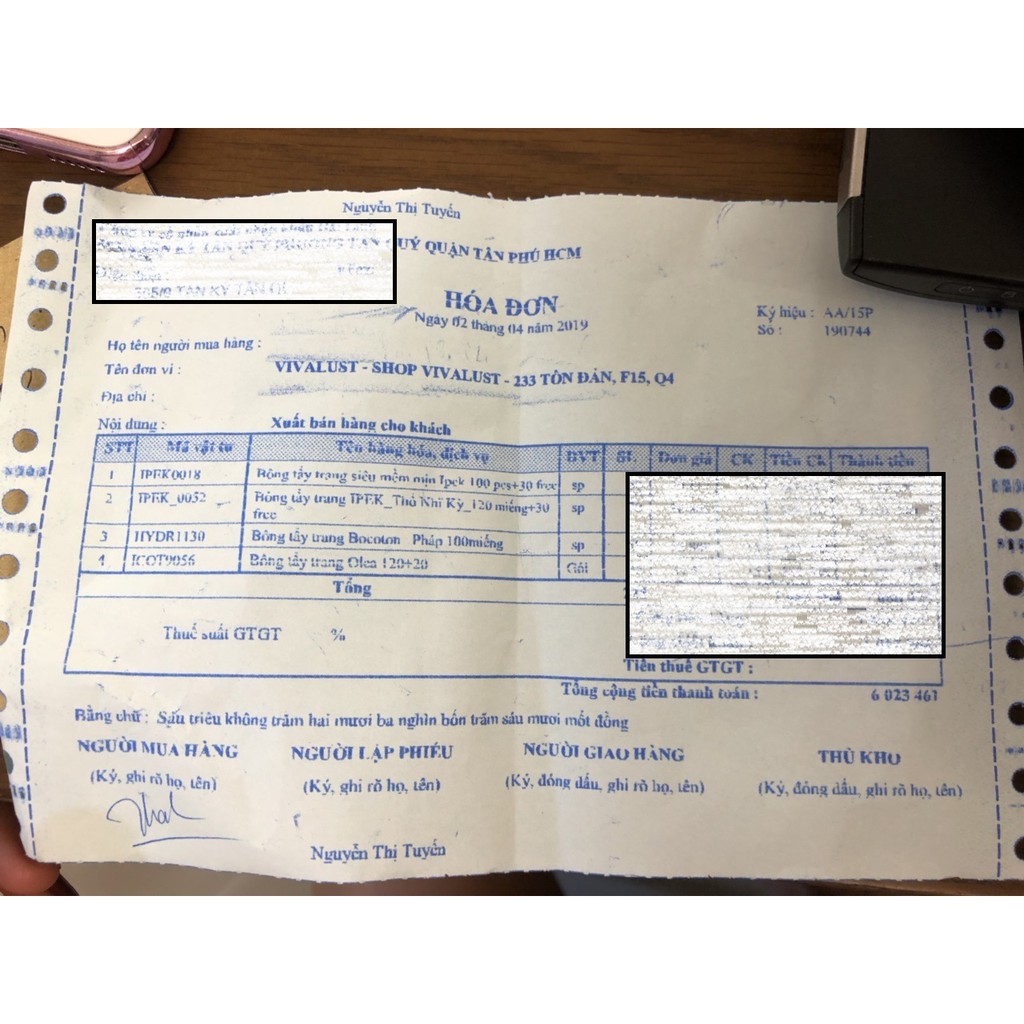 Nguyễn Thị Tuyến
QUÝ QUẬN TÂN PHÚ HCM
HÓA ĐƠN
Ngày 02 tháng 04 năm 2019
Ký hiệu : AA/15P
Số : 190744
Họ tên người mua hàng :
Tên đơn vị : VIVALUST - SHOP VIVALUST - 233 TÔN ĐẢN, F15, Q4
Địa chỉ :
Nội dung : Xuất bán hàng cho khách
STT Mã vật tư Tên hàng hóa, dịch vụ ĐVT SL Đơn giá CK Tiền CK Thành tiền
1 IPEK0018 Bông tẩy trang siêu mềm mịn Ipek 100 pcs+30 free sp
2 IPEK_0052 Bông tẩy trang IPEK_Thổ Nhĩ Kỳ_120 miếng+30 free sp
3 HYDR1130 Bông tẩy trang Bocoton Pháp 100miếng sp
4 ICOT9056 Bông tẩy trang Olea 120+20 Gói
Tổng
Thuế suất GTGT %
Tiền thuế GTGT :
Tổng cộng tiền thanh toán : 6 023 461
Bằng chữ : Sáu triệu không trăm hai mươi ba nghìn bốn trăm sáu mươi mốt đồng
NGƯỜI MUA HÀNG NGƯỜI LẬP PHIẾU NGƯỜI GIAO HÀNG THỦ KHO
(Ký, ghi rõ họ, tên) (Ký, ghi rõ họ, tên) (Ký, đóng dấu, ghi rõ họ, tên) (Ký, đóng dấu, ghi rõ họ, tên)
Nguyễn Thị Tuyến